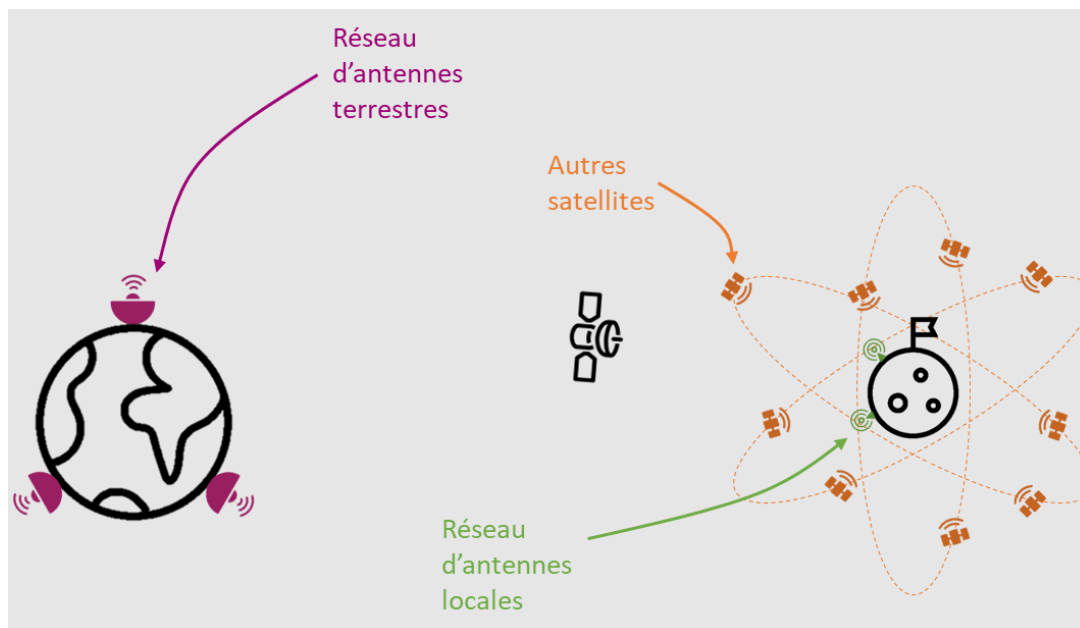 Réseau
d’antennes
terrestres
Autres
satellites
Réseau
d’antennes
locales